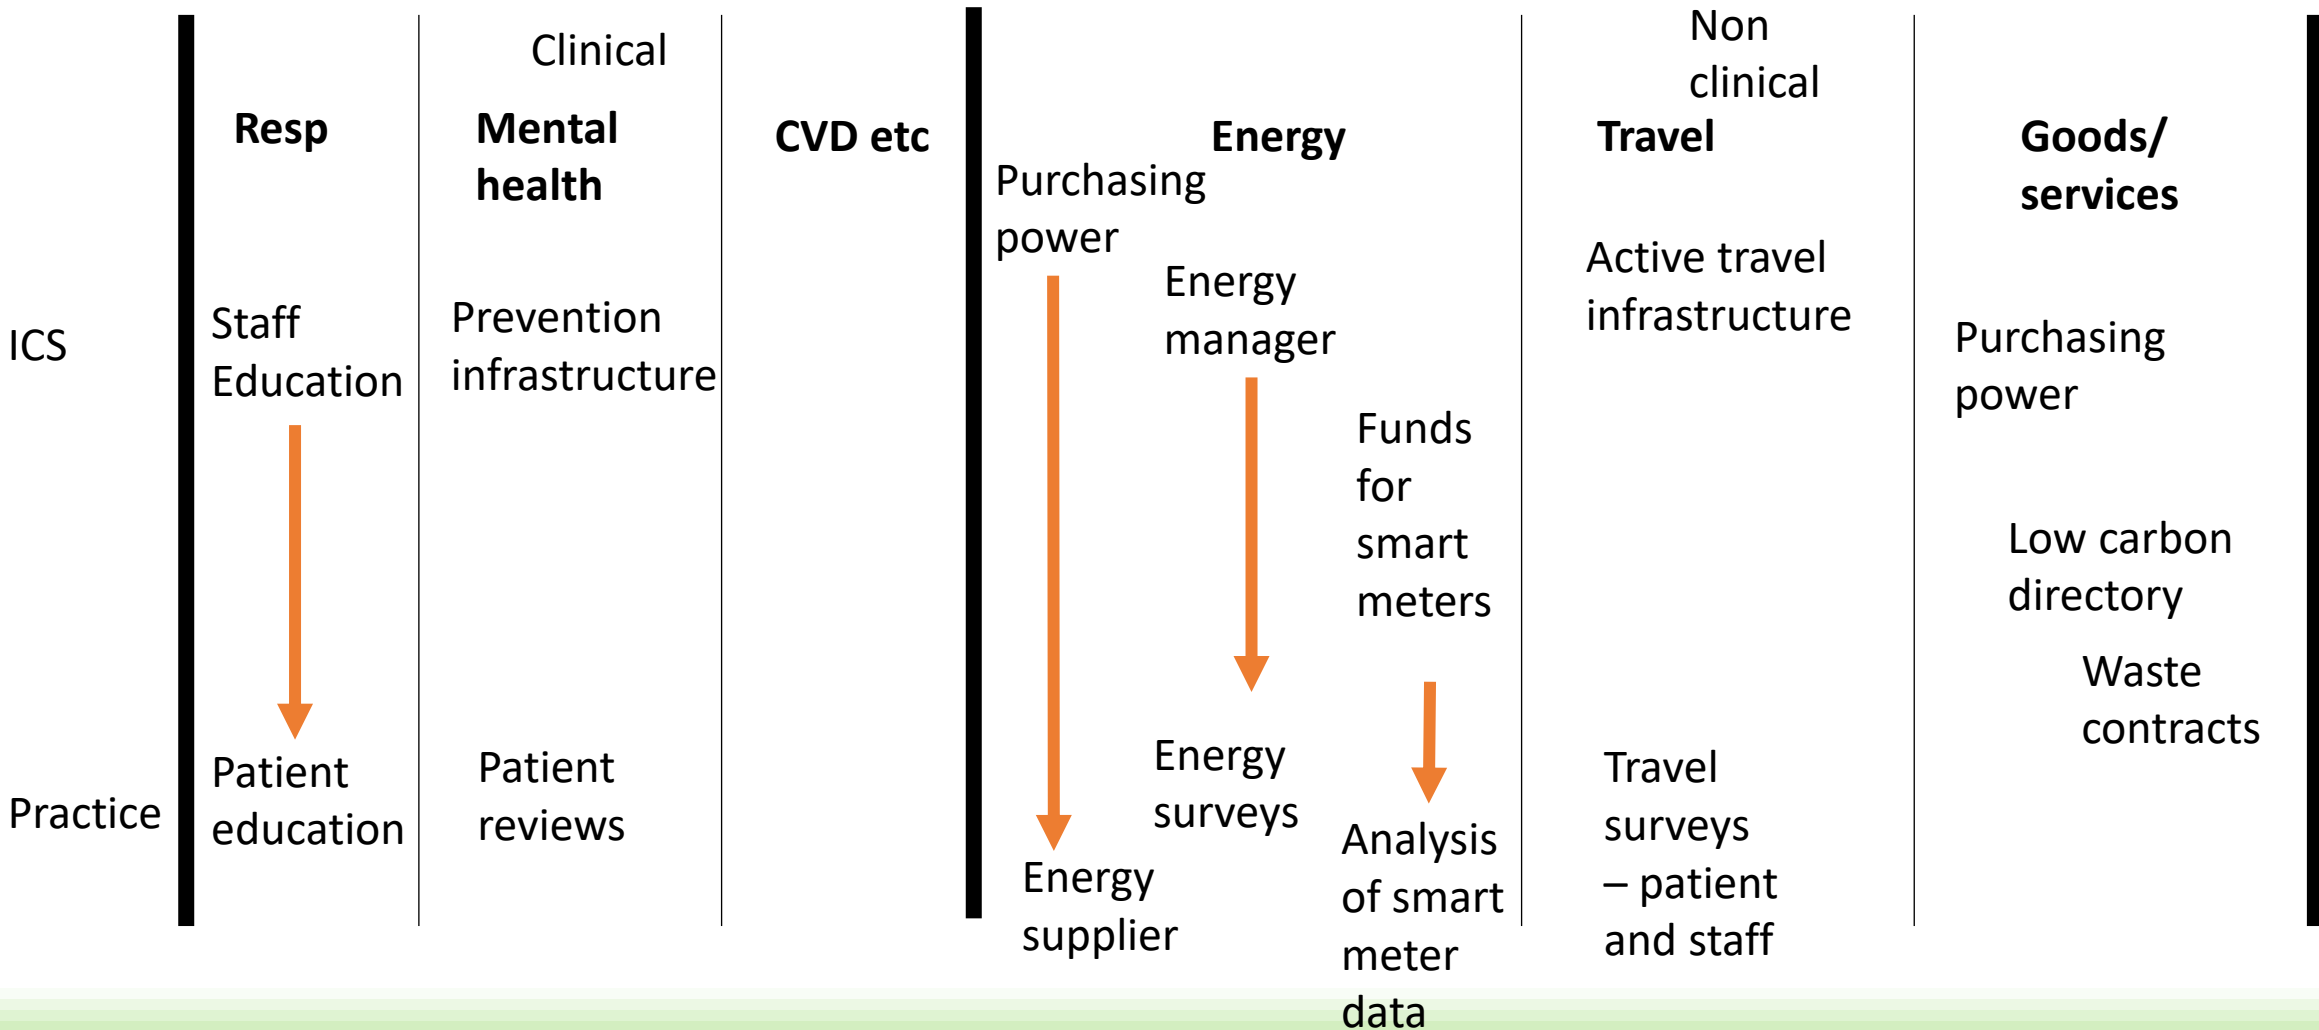 Clinical
Non
clinical
Resp
Mental
health
CVD etc
Energy
Travel
Goods/
services
ICS
Staff
Education
Prevention
infrastructure
Purchasing
power
Energy
manager
Funds
for
smart
meters
Active travel
infrastructure
Purchasing
power
Low carbon
directory
Waste
contracts
Practice
Patient
education
Patient
reviews
Energy
supplier
Energy
surveys
Analysis
of smart
meter
data
Travel
surveys
– patient
and staff